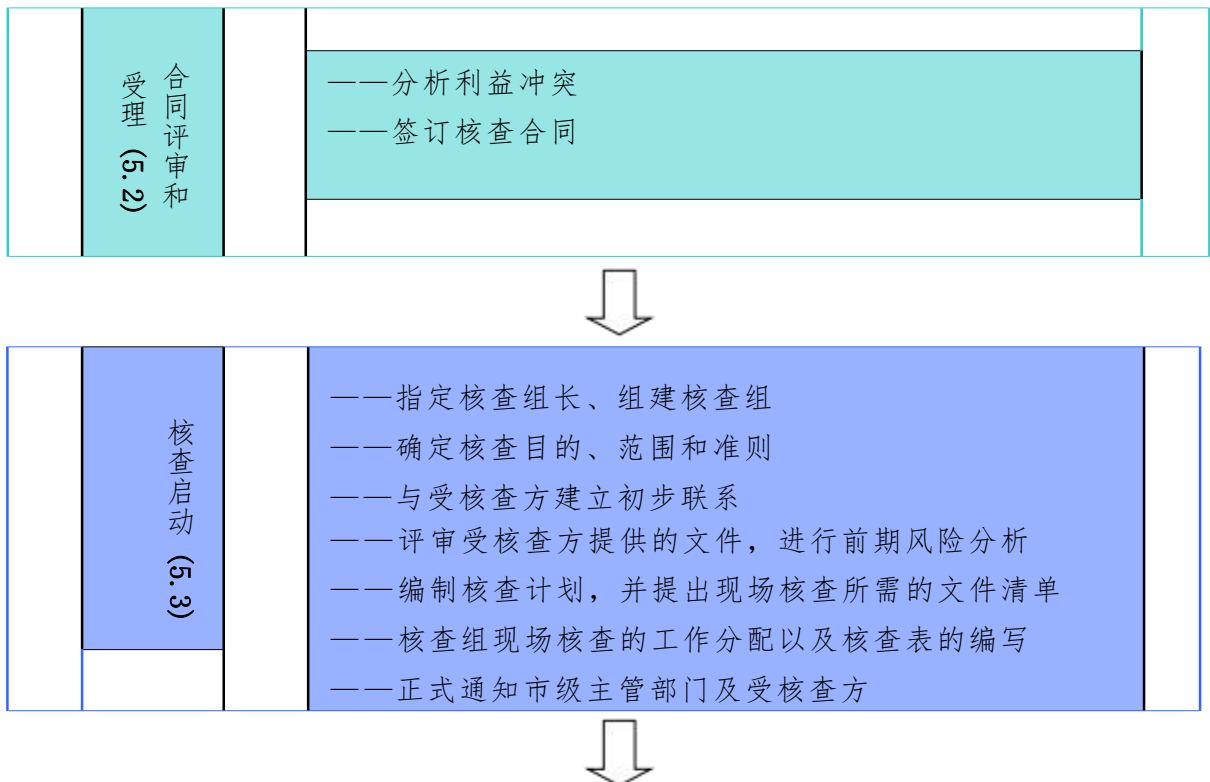 合同评审和
受理 (5.2)
——分析利益冲突
——签订核查合同
核查启动 (5.3)
——指定核查组长、组建核查组
——确定核查目的、范围和准则
——与受核查方建立初步联系
——评审受核查方提供的文件，进行前期风险分析
——编制核查计划，并提出现场核查所需的文件清单
——核查组现场核查的工作分配以及核查表的编写
——正式通知市级主管部门及受核查方